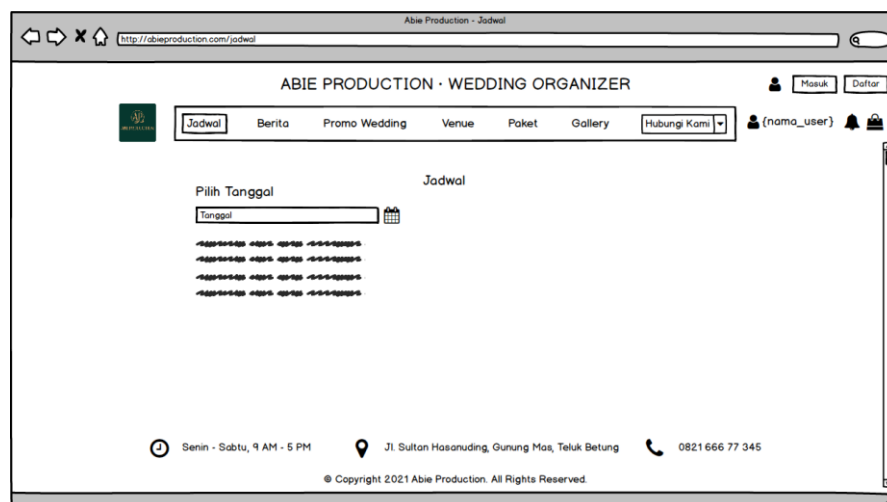 Abie Production - Jadwal
http://abieproduction.com/jadwal
ABIE PRODUCTION · WEDDING ORGANIZER
Masuk Daftar
Jadwal Berita Promo Wedding Venue Paket Gallery Hubungi Kami {nama_user}
Jadwal
Pilih Tanggal
Tanggal
Senin - Sabtu, 9 AM - 5 PM Jl. Sultan Hasanuding, Gunung Mas, Teluk Betung 0821 666 77 345
© Copyright 2021 Abie Production. All Rights Reserved.